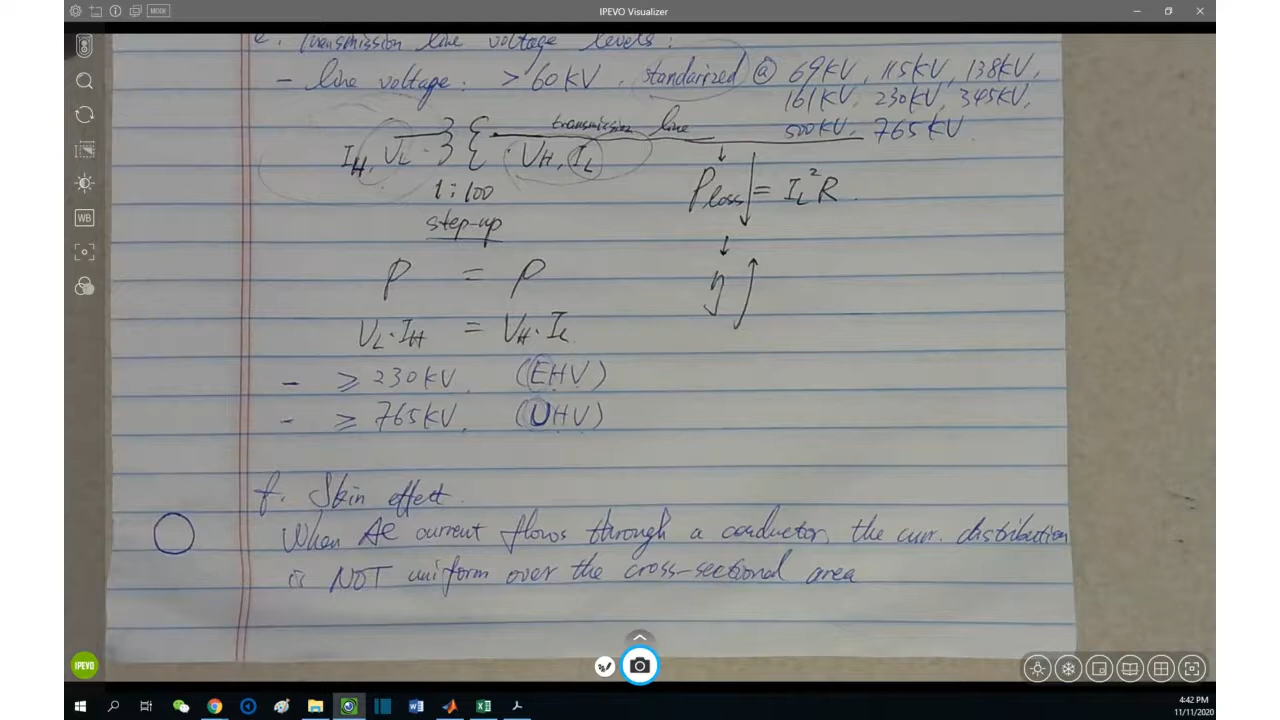 IPEVO Visualizer
MODE
e. Transmission line voltage levels:
- line voltage: > 60KV. standarized @ 69KV, 115KV, 138KV,
161KV, 230KV, 345KV,
500KV, 765KV
transmission line
IH, VL
VH, IL
1:100
step-up
Ploss = IL²R
P = P
η
VL·IH = VH·IL
- ≥ 230KV. (EHV)
- ≥ 765KV. (UHV)
f. Skin effect.
When AC current flows through a conductor, the curr. distribution
is NOT uniform over the cross-sectional area
WB
IPEVO
4:42 PM
11/11/2020